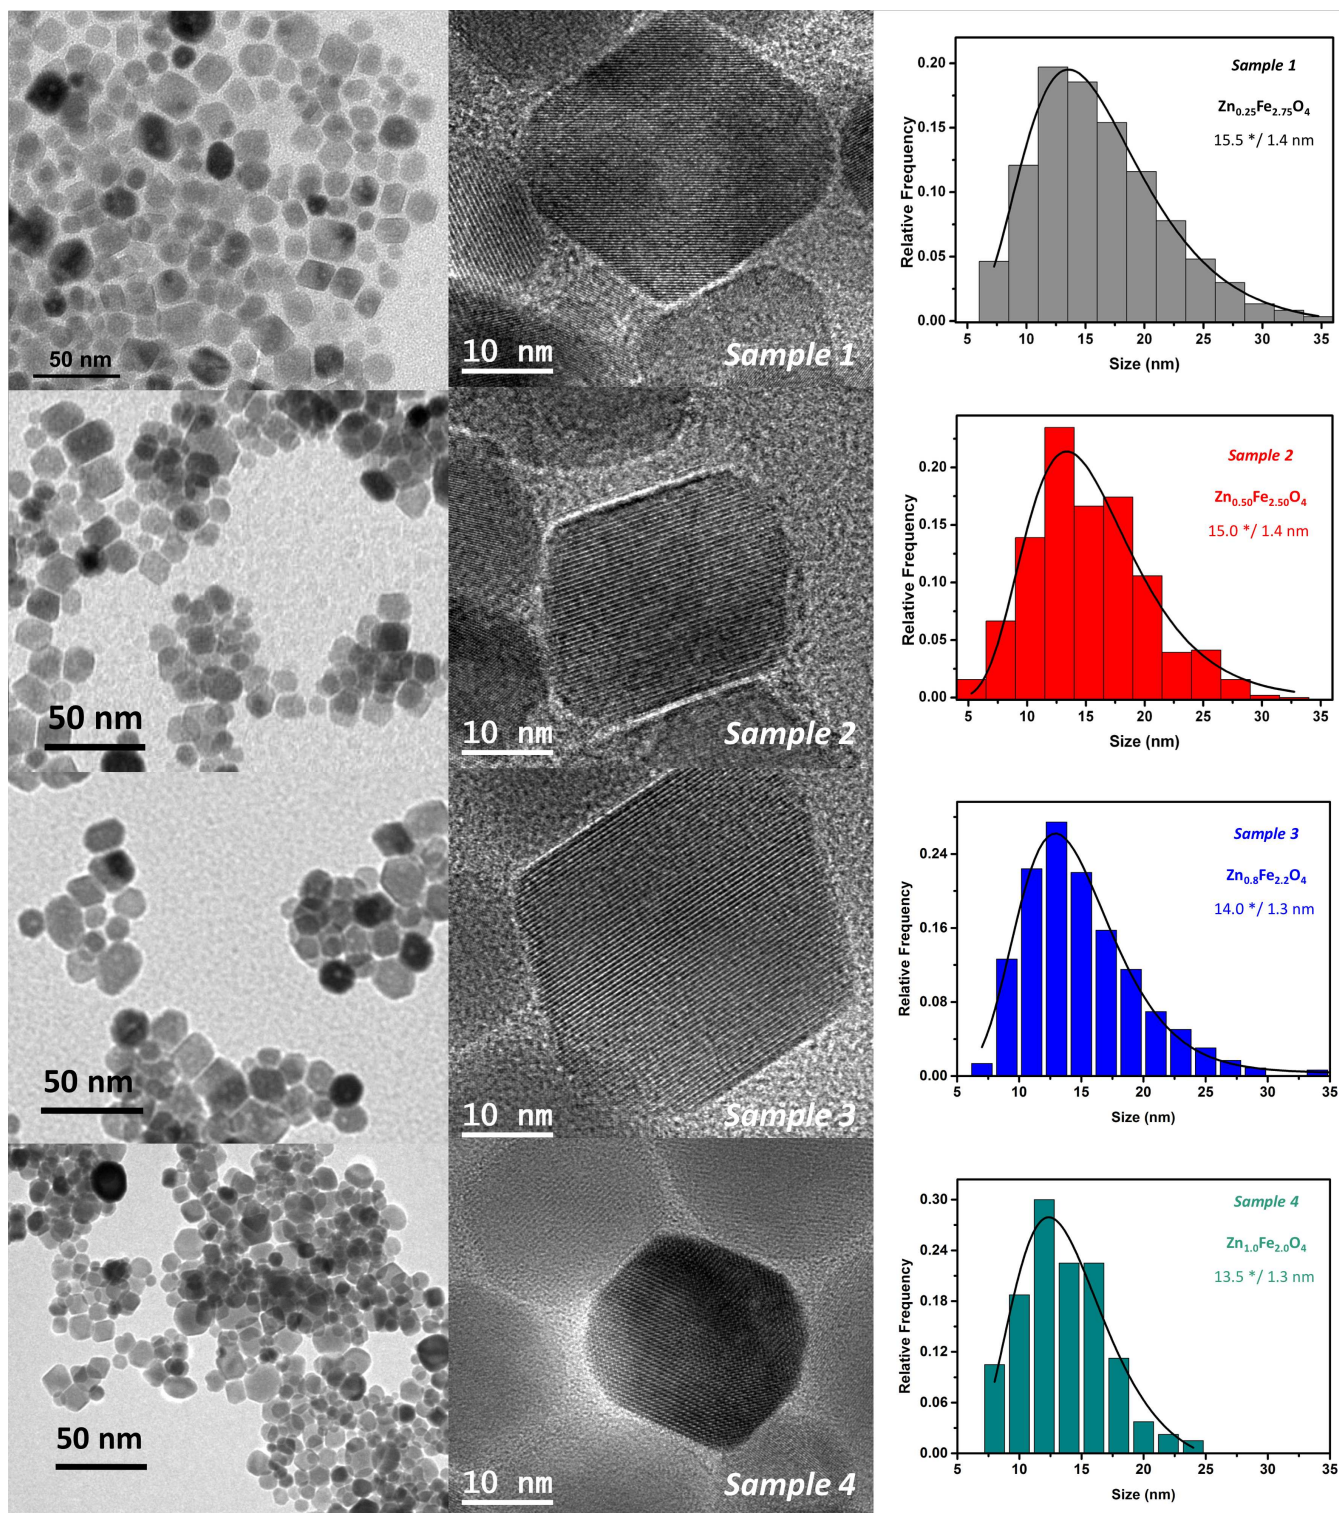 50 nm
10 nm
Sample 1
Relative Frequency
0.20
0.15
0.10
0.05
0.00
Sample 1
Zn0.25Fe2.75O4
15.5 */ 1.4 nm
5 10 15 20 25 30 35
Size (nm)
50 nm
10 nm
Sample 2
Relative Frequency
0.20
0.15
0.10
0.05
0.00
Sample 2
Zn0.50Fe2.50O4
15.0 */ 1.4 nm
5 10 15 20 25 30 35
Size (nm)
50 nm
10 nm
Sample 3
Relative Frequency
0.24
0.16
0.08
0.00
Sample 3
Zn0.8Fe2.2O4
14.0 */ 1.3 nm
5 10 15 20 25 30 35
Size (nm)
50 nm
10 nm
Sample 4
Relative Frequency
0.30
0.24
0.18
0.12
0.06
0.00
Sample 4
Zn1.0Fe2.0O4
13.5 */ 1.3 nm
5 10 15 20 25 30 35
Size (nm)